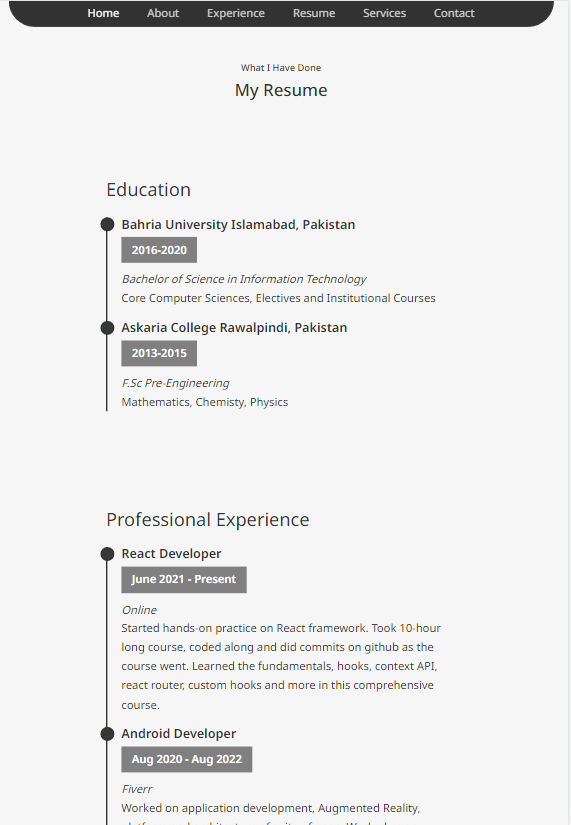 Home About Experience Resume Services Contact
What I Have Done
My Resume
Education
Bahria University Islamabad, Pakistan
2016-2020
Bachelor of Science in Information Technology
Core Computer Sciences, Electives and Institutional Courses
Askaria College Rawalpindi, Pakistan
2013-2015
F.Sc Pre-Engineering
Mathematics, Chemisty, Physics
Professional Experience
React Developer
June 2021 - Present
Online
Started hands-on practice on React framework. Took 10-hour
long course, coded along and did commits on github as the
course went. Learned the fundamentals, hooks, context API,
react router, custom hooks and more in this comprehensive
course.
Android Developer
Aug 2020 - Aug 2022
Fiverr
Worked on application development, Augmented Reality,